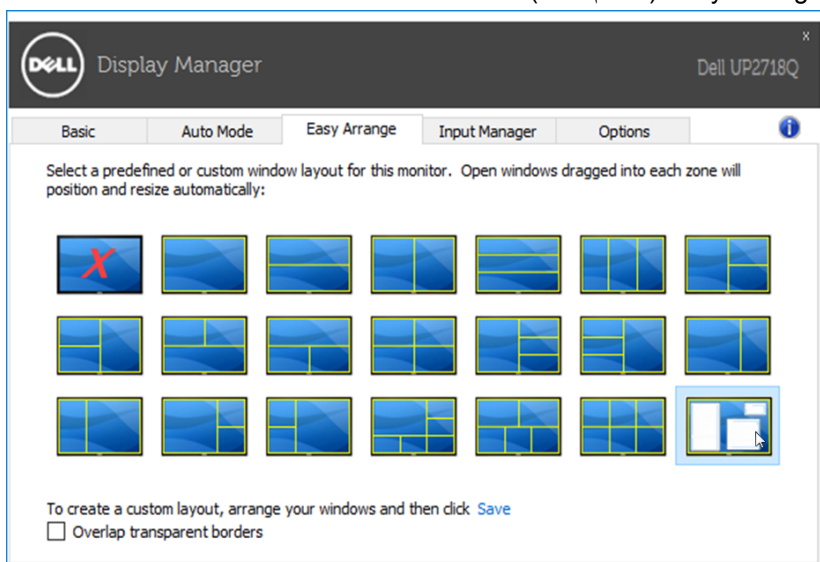 DELL
Display Manager
x
Dell UP2718Q
Basic
Auto Mode
Easy Arrange
Input Manager
Options
Select a predefined or custom window layout for this monitor. Open windows dragged into each zone will
position and resize automatically:
X
To create a custom layout, arrange your windows and then click Save
Overlap transparent borders